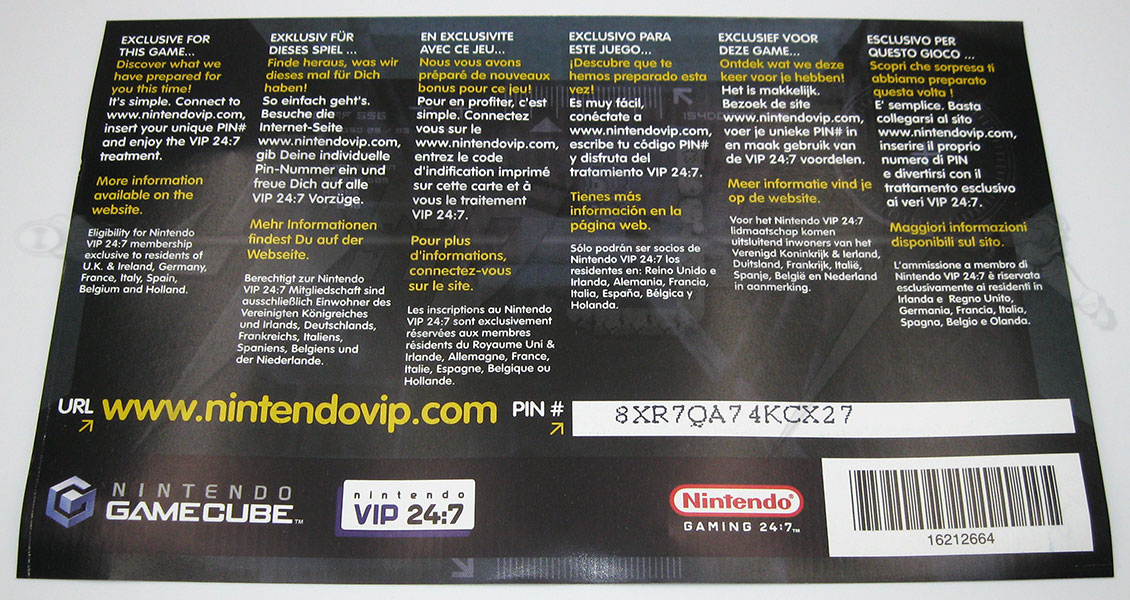 EXCLUSIVE FOR
THIS GAME...
Discover what we
have prepared for
you this time!
It's simple. Connect to
www.nintendovip.com,
insert your unique PIN#
and enjoy the VIP 24:7
treatment.
More information
available on the
website.
Eligibility for Nintendo
VIP 24:7 membership
exclusive to residents of
U.K. & Ireland, Germany,
France, Italy, Spain,
Belgium and Holland.
EXKLUSIV FÜR
DIESES SPIEL ...
Finde heraus, was wir
dieses mal für Dich
haben!
So einfach geht's.
Besuche die
Internet-Seite
www.nintendovip.com,
gib Deine individuelle
Pin-Nummer ein und
freue Dich auf alle
VIP 24:7 Vorzüge.
Mehr Informationen
findest Du auf der
Webseite.
Berechtigt zur Nintendo
VIP 24:7 Mitgliedschaft sind
ausschließlich Einwohner des
Vereinigten Königreiches
und Irlands, Deutschlands,
Frankreichs, Italiens,
Spaniens, Belgiens und
der Niederlande.
EN EXCLUSIVITE
AVEC CE JEU...
Nous vous avons
préparé de nouveaux
bonus pour ce jeu!
Pour en profiter, c'est
simple. Connectez
vous sur le
www.nintendovip.com,
entrez le code
d'indification imprimé
sur cette carte et à
vous le traitement
VIP 24:7.
Pour plus
d'informations,
connectez-vous
sur le site.
Les inscriptions au Nintendo
VIP 24:7 sont exclusivement
réservées aux membres
résidents du Royaume Uni &
Irlande, Allemagne, France,
Italie, Espagne, Belgique ou
Hollande.
EXCLUSIVO PARA
ESTE JUEGO...
¡Descubre que te
hemos preparado esta
vez!
Es muy fácil,
conéctate a
www.nintendovip.com,
escribe tu código PIN#
y disfruta del
tratamiento VIP 24:7.
Tienes más
información en la
página web.
Sólo podrán ser socios de
Nintendo VIP 24:7 los
residentes en: Reino Unido e
Irlanda, Alemania, Francia,
Italia, España, Bélgica y
Holanda.
EXCLUSIEF VOOR
DEZE GAME...
Ontdek wat we deze
keer voor je hebben!
Het is makkelijk.
Bezoek de site
www.nintendovip.com,
voer je unieke PIN# in
en maak gebruik van
de VIP 24:7 voordelen.
Meer informatie vind je
op de website.
Voor het Nintendo VIP 24:7
lidmaatschap komen
uitsluitend inwoners van het
Verenigd Koninkrijk & Ierland,
Duitsland, Frankrijk, Italië,
Spanje, België en Nederland
in aanmerking.
ESCLUSIVO PER
QUESTO GIOCO ...
Scopri che sorpresa ti
abbiamo preparato
questa volta !
E' semplice. Basta
collegarsi al sito
www.nintendovip.com,
inserire il proprio
numero di PIN
e divertirsi con il
trattamento esclusivo
ai veri VIP 24:7.
Maggiori informazioni
disponibili sul sito.
L'ammissione a membro di
Nintendo VIP 24:7 è riservata
esclusivamente ai residenti in
Irlanda e Regno Unito,
Germania, Francia, Italia,
Spagna, Belgio e Olanda.
URL www.nintendovip.com PIN # 8XR7QA74KCX27
NINTENDO
GAMECUBE™
nintendo
VIP 24:7
Nintendo®
GAMING 24:7™
16212664